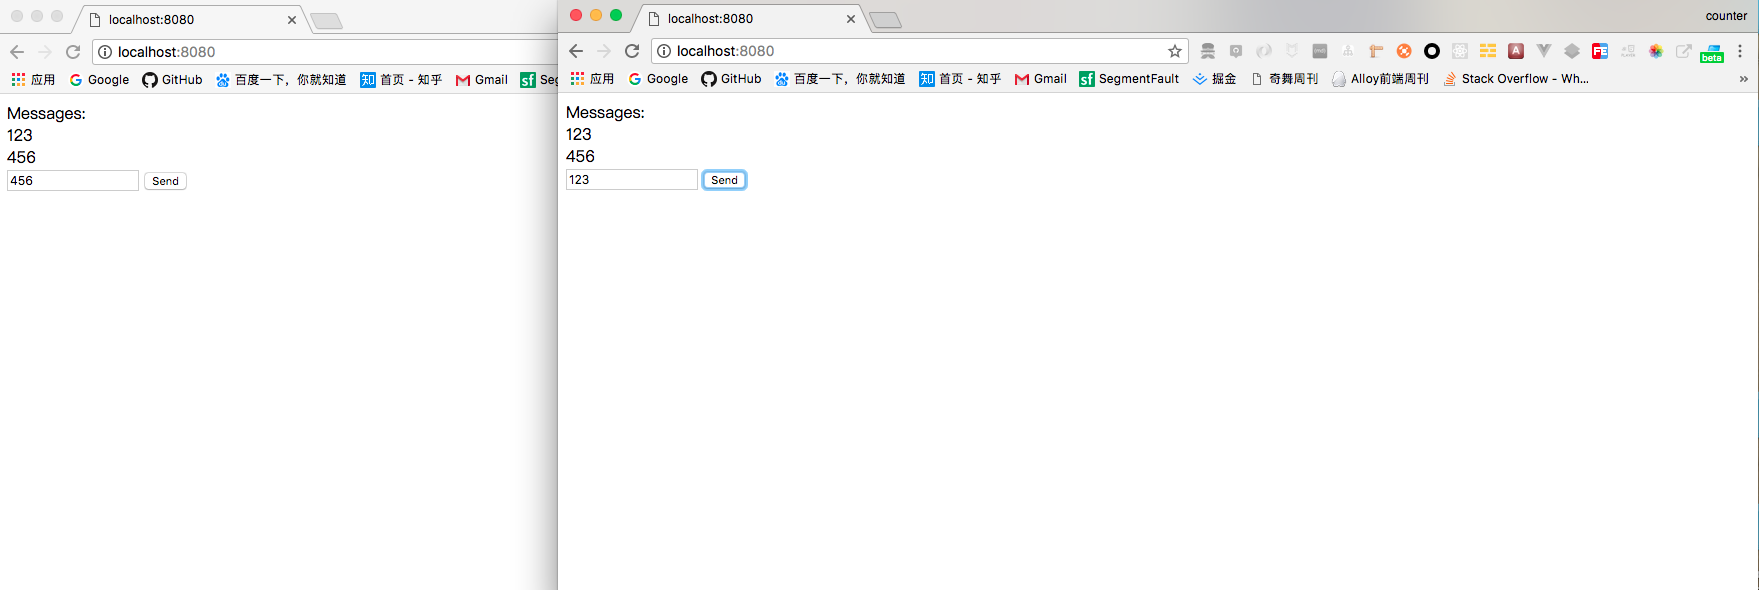 localhost:8080
localhost:8080
应用 Google GitHub 百度一下，你就知道 知 首页 - 知乎 Gmail sf Seg
Messages:
123
456
456 Send
localhost:8080 counter
localhost:8080
beta
应用 Google GitHub 百度一下，你就知道 知 首页 - 知乎 Gmail sf SegmentFault 掘金 奇舞周刊 Alloy前端周刊 Stack Overflow - Wh... »
Messages:
123
456
123 Send